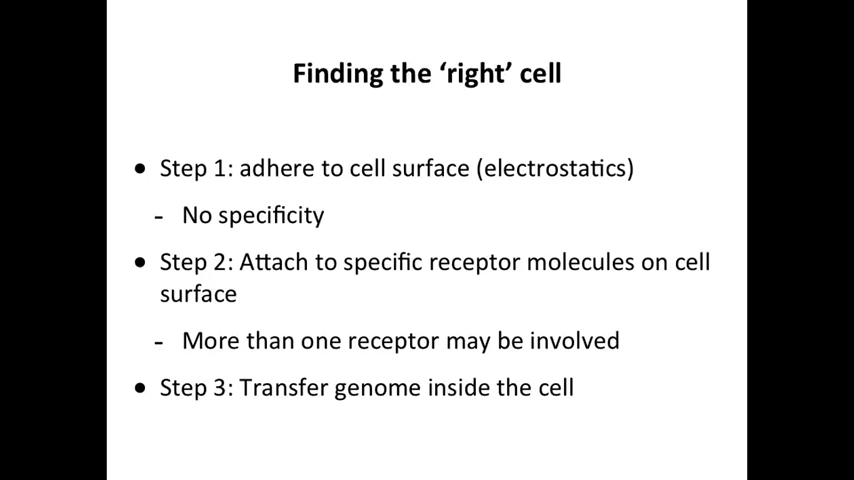 Finding the ‘right’ cell
● Step 1: adhere to cell surface (electrostatics)
- No specificity
● Step 2: Attach to specific receptor molecules on cell
surface
- More than one receptor may be involved
● Step 3: Transfer genome inside the cell